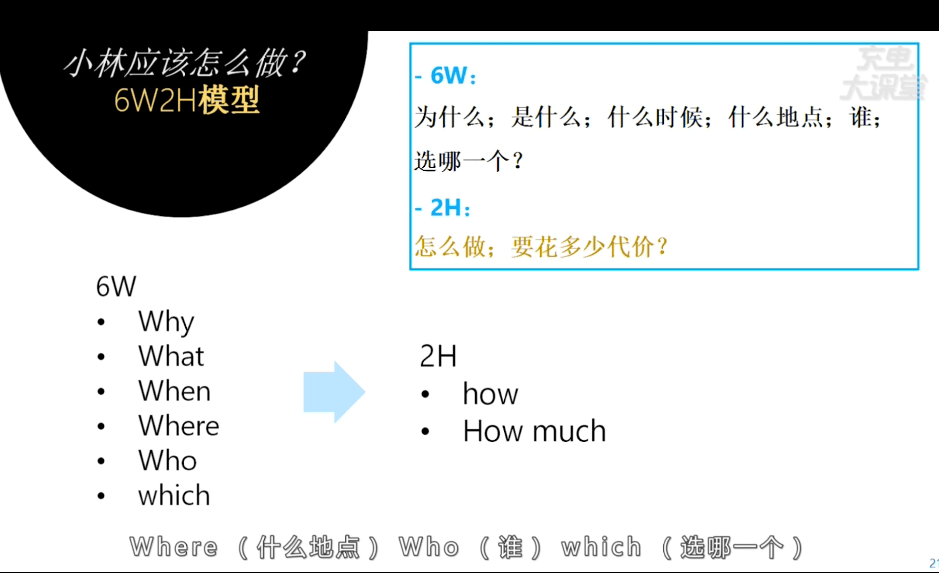 小林应该怎么做？
6W2H模型
充电
大课堂
- 6W：
为什么；是什么；什么时候；什么地点；谁；
选哪一个？
- 2H：
怎么做；要花多少代价？
6W
• Why
• What
• When
• Where
• Who
• which
2H
• how
• How much
Where （什么地点） Who （谁） which （选哪一个）